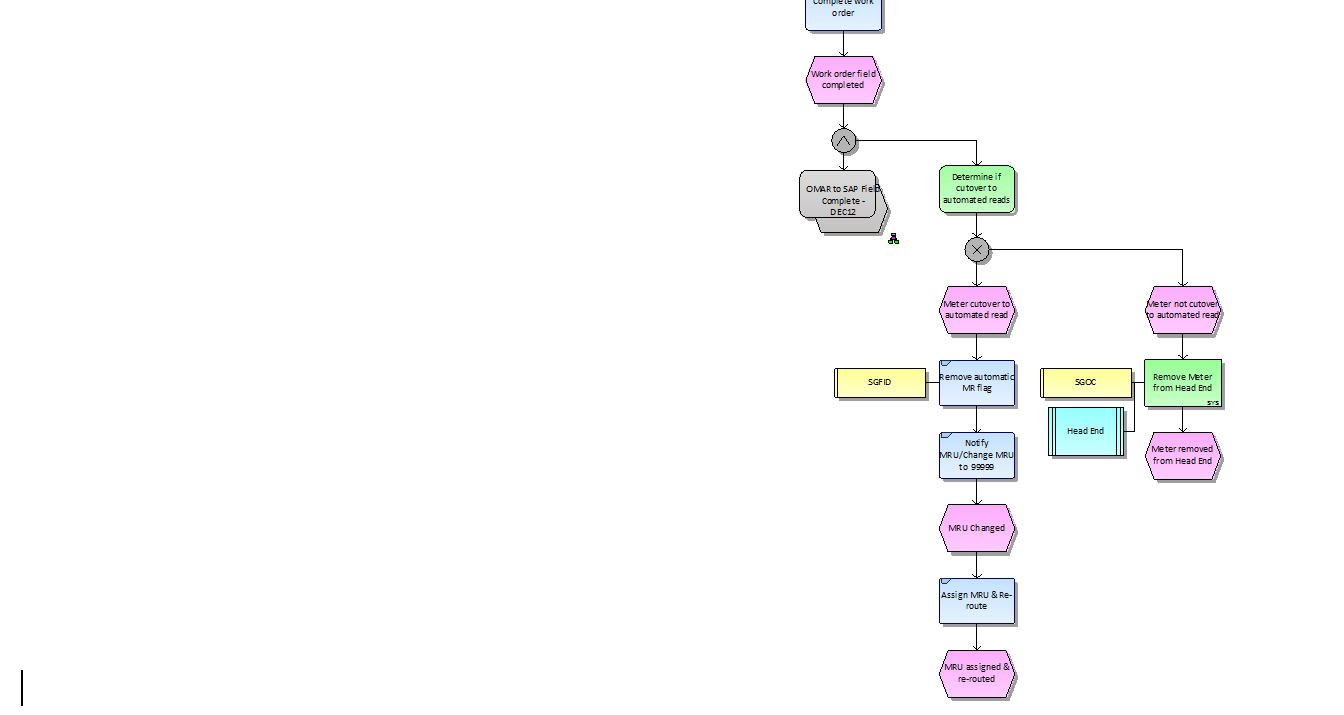 Complete work
order
Work order field
completed
OMAR to SAP Field
Complete -
DEC12
Determine if
cutover to
automated reads
Meter cutover to
automated read
Meter not cutover
to automated read
SGFID
Remove automatic
MR flag
SGOC
Remove Meter
from Head End
SYS
Head End
Notify
MRU/Change MRU
to 99999
Meter removed
from Head End
MRU Changed
Assign MRU & Re-
route
MRU assigned &
re-routed